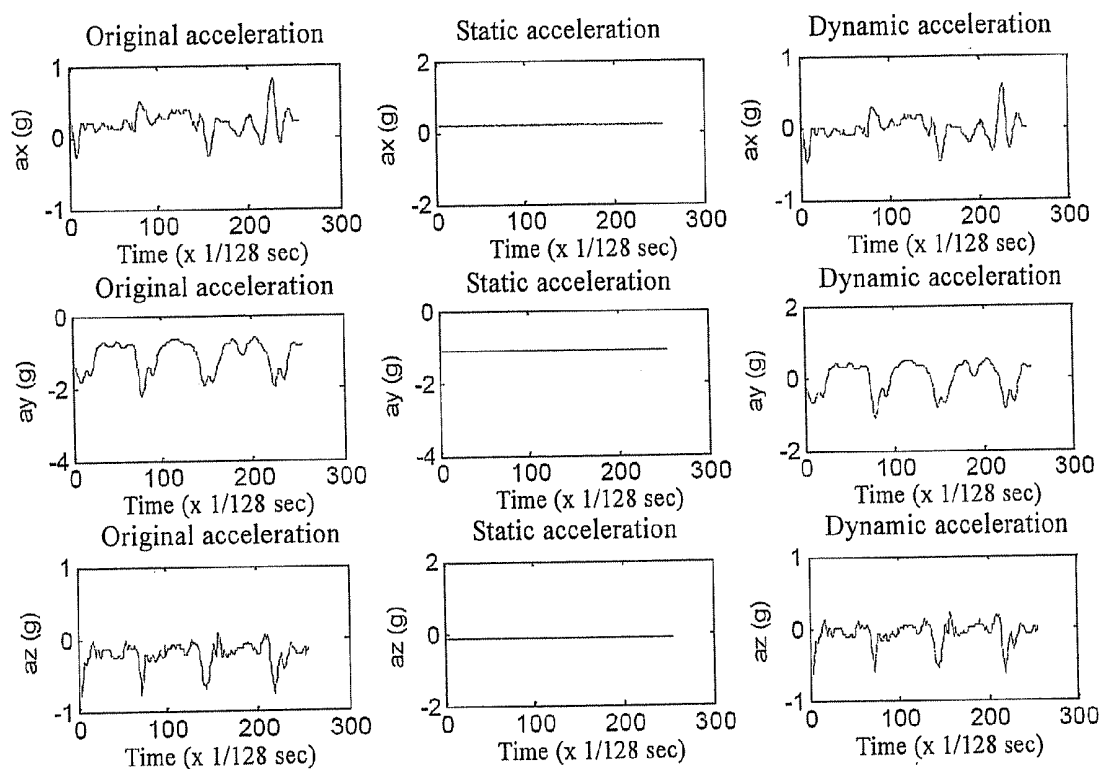 Original acceleration
Static acceleration
Dynamic acceleration
1
0
-1
ax (g)
0 100 200 300
Time (x 1/128 sec)
2
0
-2
ax (g)
0 100 200 300
Time (x 1/128 sec)
1
0
-1
ax (g)
0 100 200 300
Time (x 1/128 sec)
Original acceleration
Static acceleration
Dynamic acceleration
0
-2
-4
ay (g)
0 100 200 300
Time (x 1/128 sec)
0
-2
-4
ay (g)
0 100 200 300
Time (x 1/128 sec)
2
0
-2
ay (g)
0 100 200 300
Time (x 1/128 sec)
Original acceleration
Static acceleration
Dynamic acceleration
1
0
-1
az (g)
0 100 200 300
Time (x 1/128 sec)
2
0
-2
az (g)
0 100 200 300
Time (x 1/128 sec)
1
0
-1
az (g)
0 100 200 300
Time (x 1/128 sec)